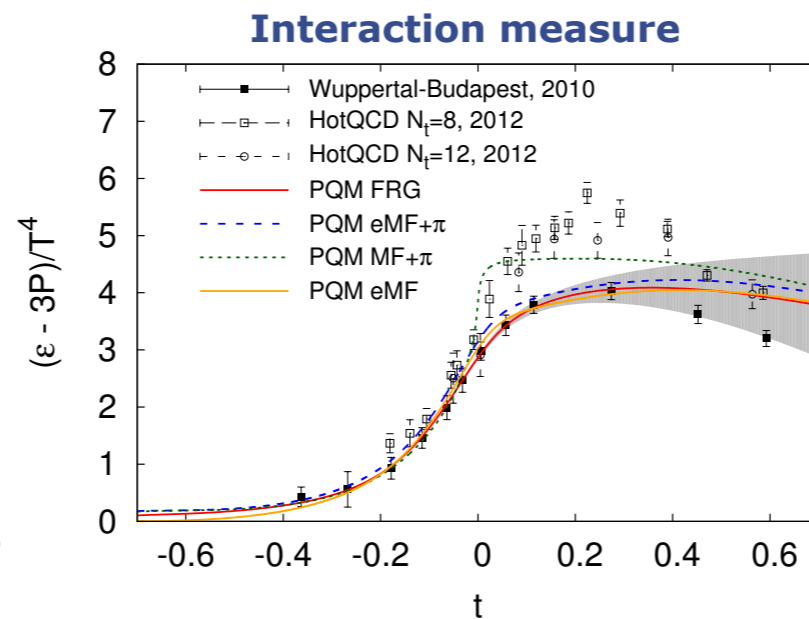 Interaction measure
8
7
6
5
4
3
2
1
0
(ε - 3P)/T^4
Wuppertal-Budapest, 2010
HotQCD N_t=8, 2012
HotQCD N_t=12, 2012
PQM FRG
PQM eMF+π
PQM MF+π
PQM eMF
-0.6 -0.4 -0.2 0 0.2 0.4 0.6
t